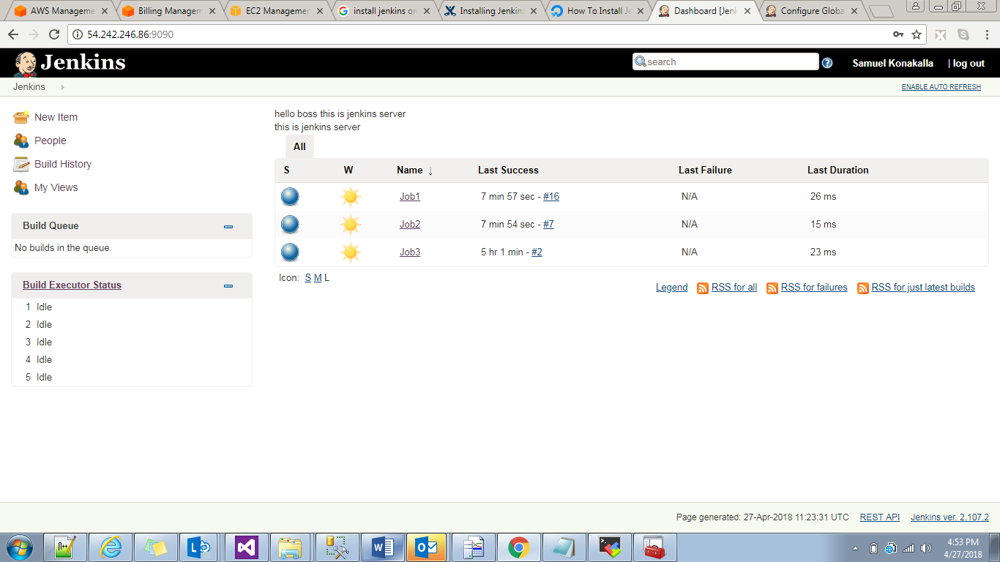 AWS Manageme
Billing Managem
EC2 Managemen
install jenkins on
Installing Jenkins
How To Install Je
Dashboard [Jenk
Configure Globa
54.242.246.86:9090
Jenkins
search
Samuel Konakalla
| log out
Jenkins
ENABLE AUTO REFRESH
New Item
People
Build History
My Views
Build Queue
No builds in the queue.
Build Executor Status
1 Idle
2 Idle
3 Idle
4 Idle
5 Idle
hello boss this is jenkins server
this is jenkins server
All
S W Name ↓ Last Success Last Failure Last Duration
Job1 7 min 57 sec - #16 N/A 26 ms
Job2 7 min 54 sec - #7 N/A 15 ms
Job3 5 hr 1 min - #2 N/A 23 ms
Icon: S M L
Legend RSS for all RSS for failures RSS for just latest builds
Page generated: 27-Apr-2018 11:23:31 UTC REST API Jenkins ver. 2.107.2
4:53 PM
4/27/2018